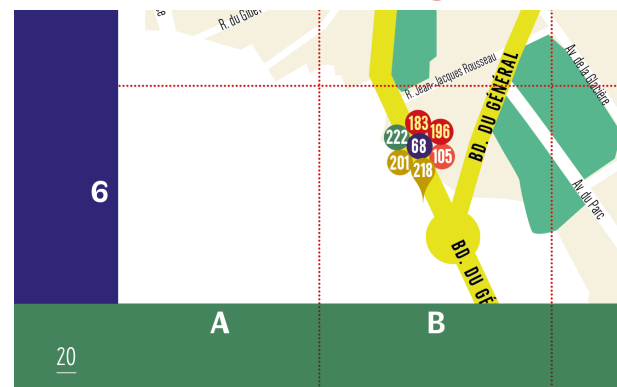 R. du Gué
R. Jean-Jacques Rousseau
Av. de la Glacière
BD. DU GÉNÉRAL
183
222
196
68
105
201
218
6
Av. du Parc
BD. DU GÉ
A
B
20